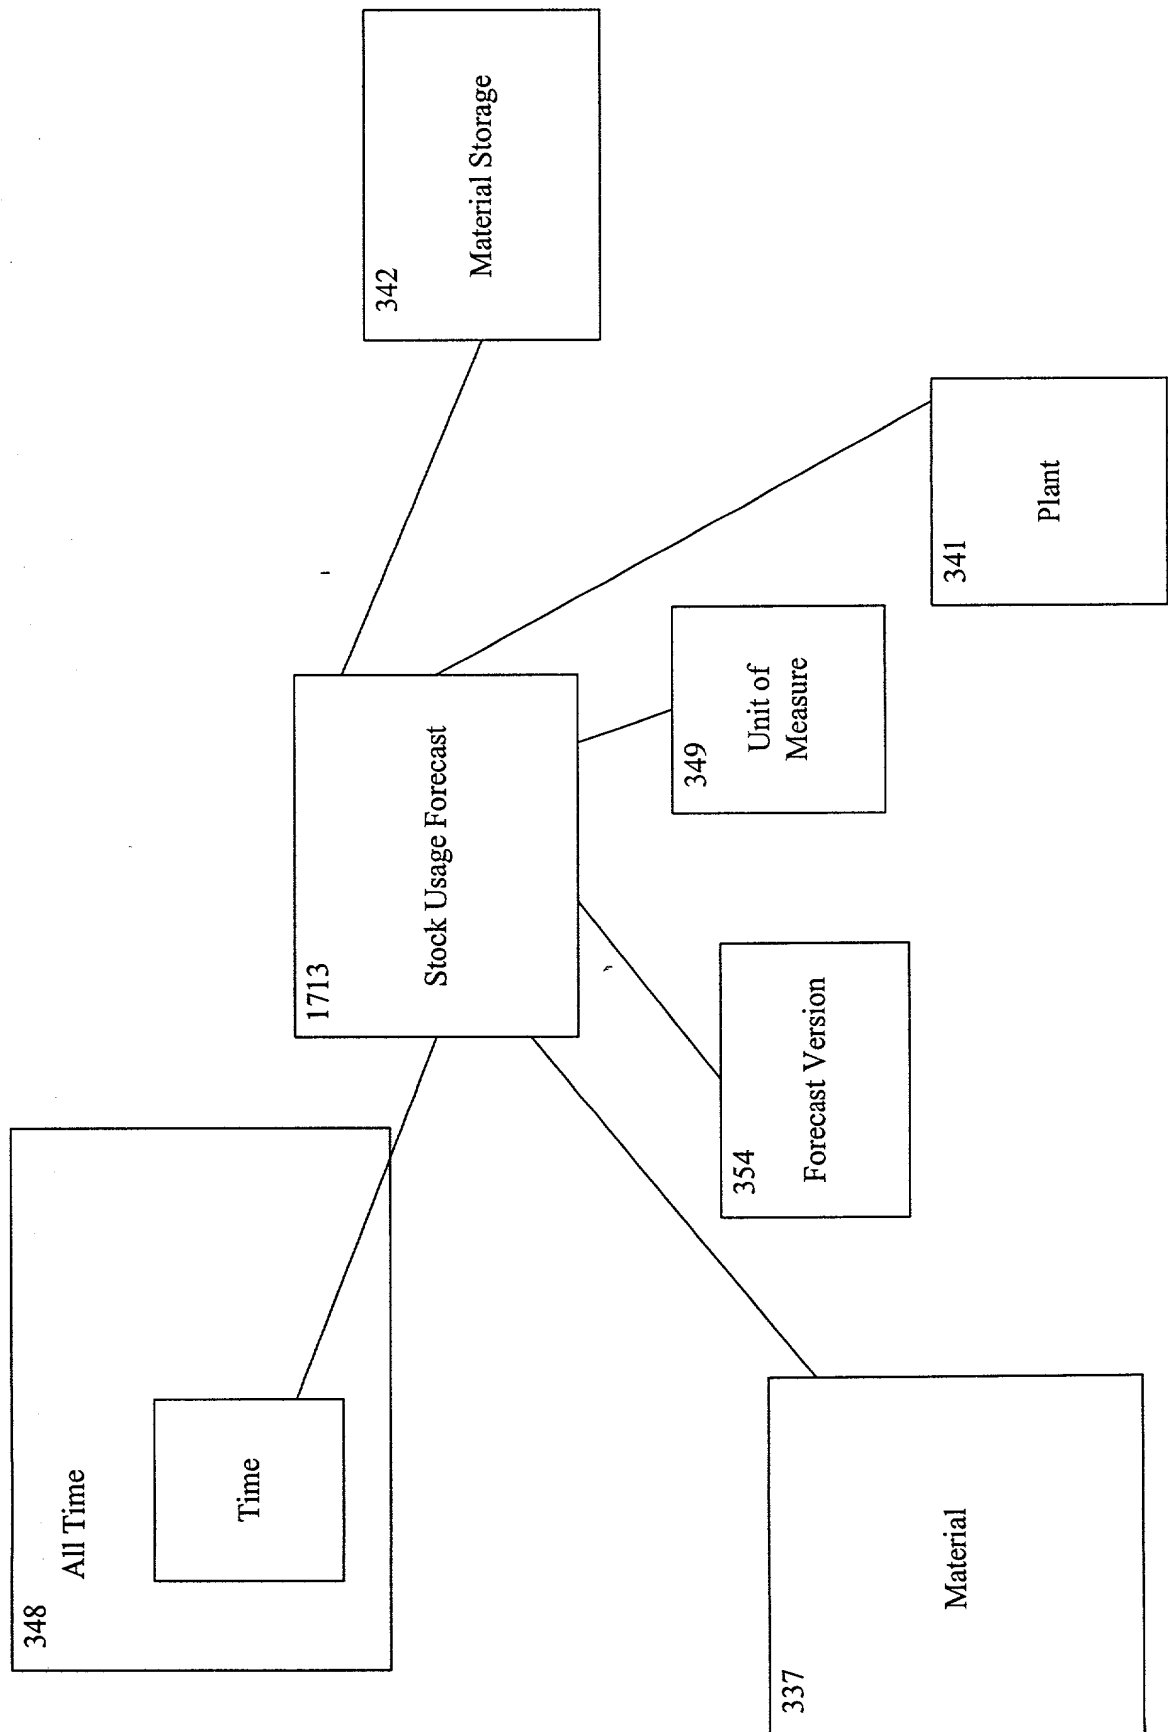 348
All Time
Time
1713
Stock Usage Forecast
342
Material Storage
337
Material
354
Forecast Version
349
Unit of
Measure
341
Plant